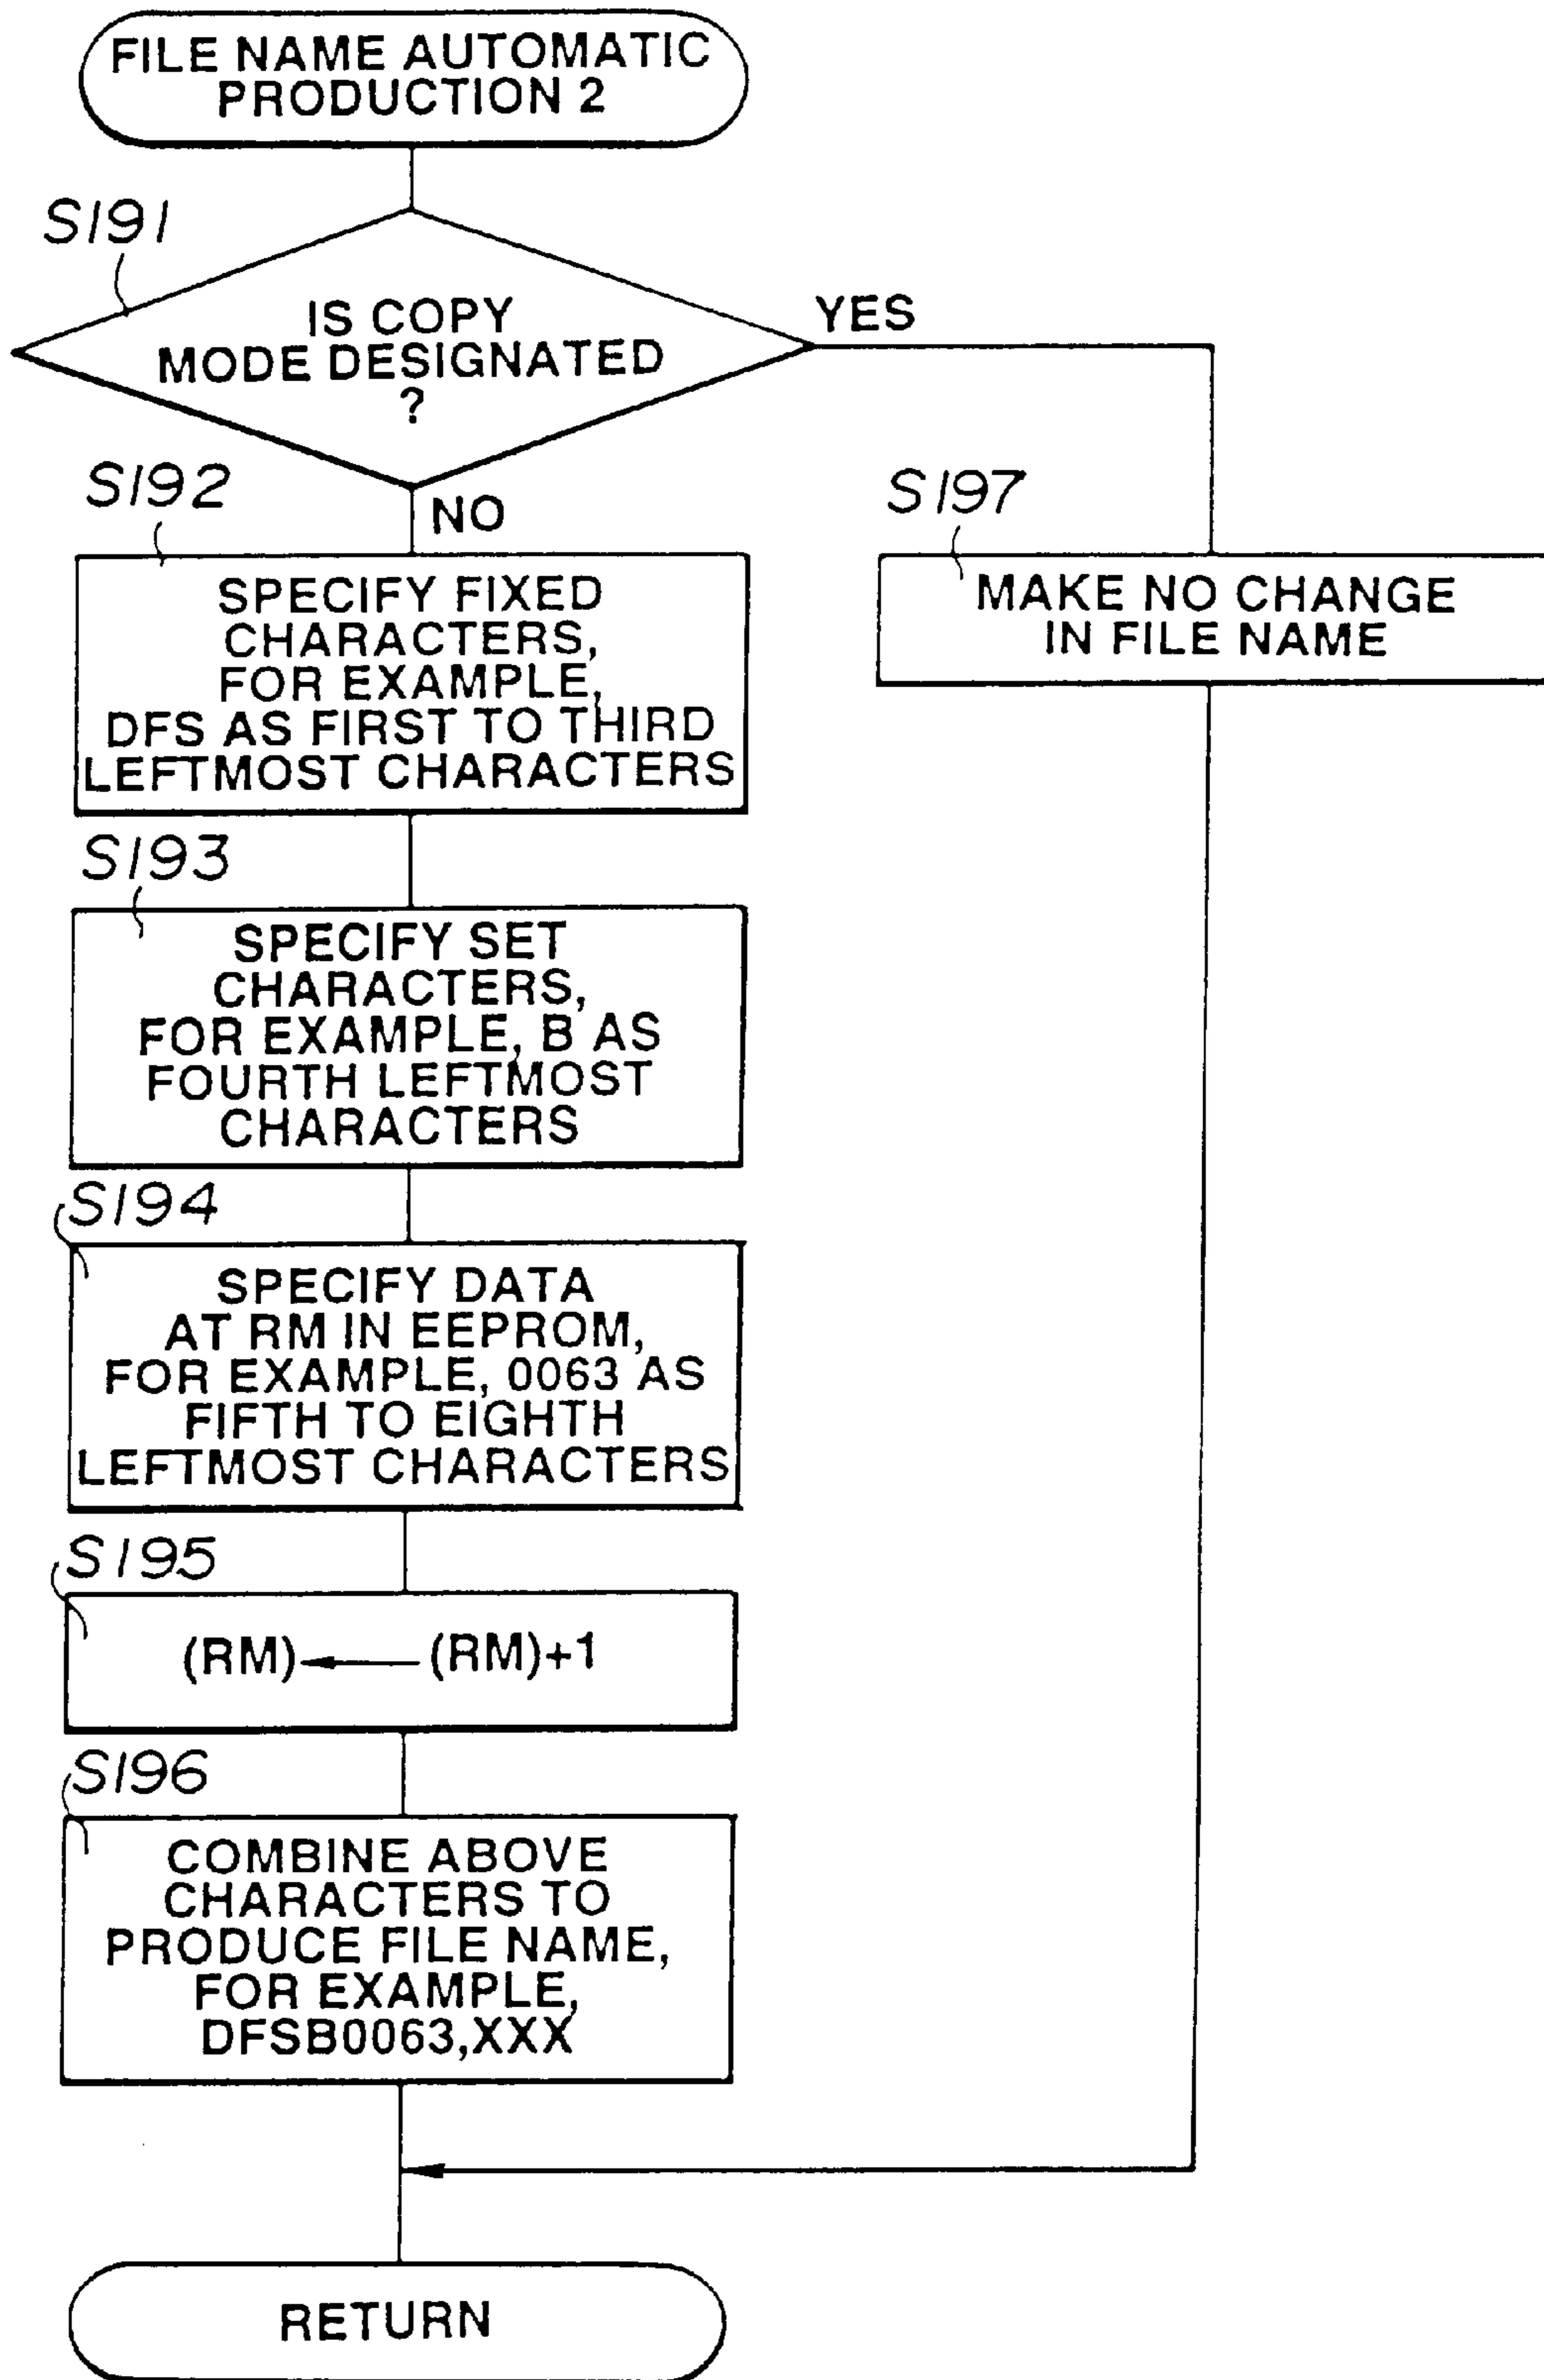 FILE NAME AUTOMATIC
PRODUCTION 2
S191
IS COPY
MODE DESIGNATED
?
YES
NO
S192
SPECIFY FIXED
CHARACTERS,
FOR EXAMPLE,
DFS AS FIRST TO THIRD
LEFTMOST CHARACTERS
S197
MAKE NO CHANGE
IN FILE NAME
S193
SPECIFY SET
CHARACTERS,
FOR EXAMPLE, B AS
FOURTH LEFTMOST
CHARACTERS
S194
SPECIFY DATA
AT RM IN EEPROM,
FOR EXAMPLE, 0063 AS
FIFTH TO EIGHTH
LEFTMOST CHARACTERS
S195
(RM) ← (RM)+1
S196
COMBINE ABOVE
CHARACTERS TO
PRODUCE FILE NAME,
FOR EXAMPLE,
DFSB0063,XXX
RETURN